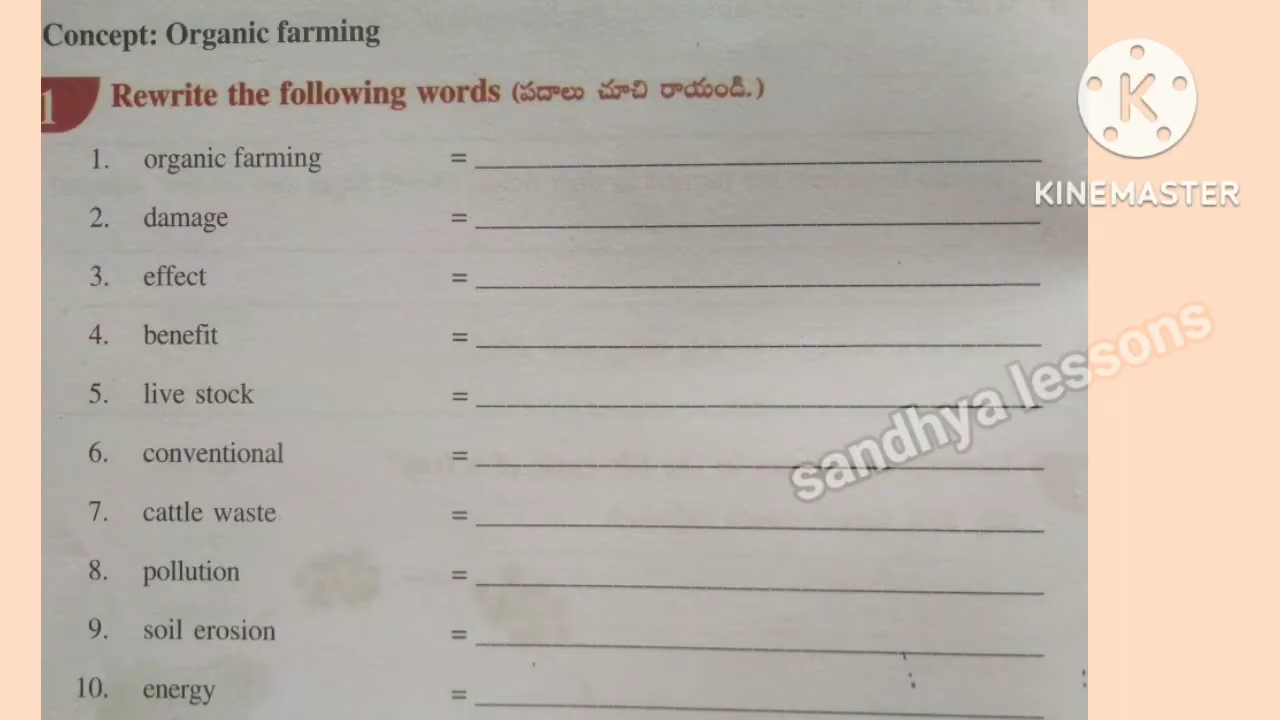 Concept: Organic farming
1 Rewrite the following words (పదాలు చూచి రాయండి.)
1. organic farming =
2. damage =
3. effect =
4. benefit =
5. live stock =
6. conventional =
7. cattle waste =
8. pollution =
9. soil erosion =
10. energy =
K
KINEMASTER
sandhya lessons